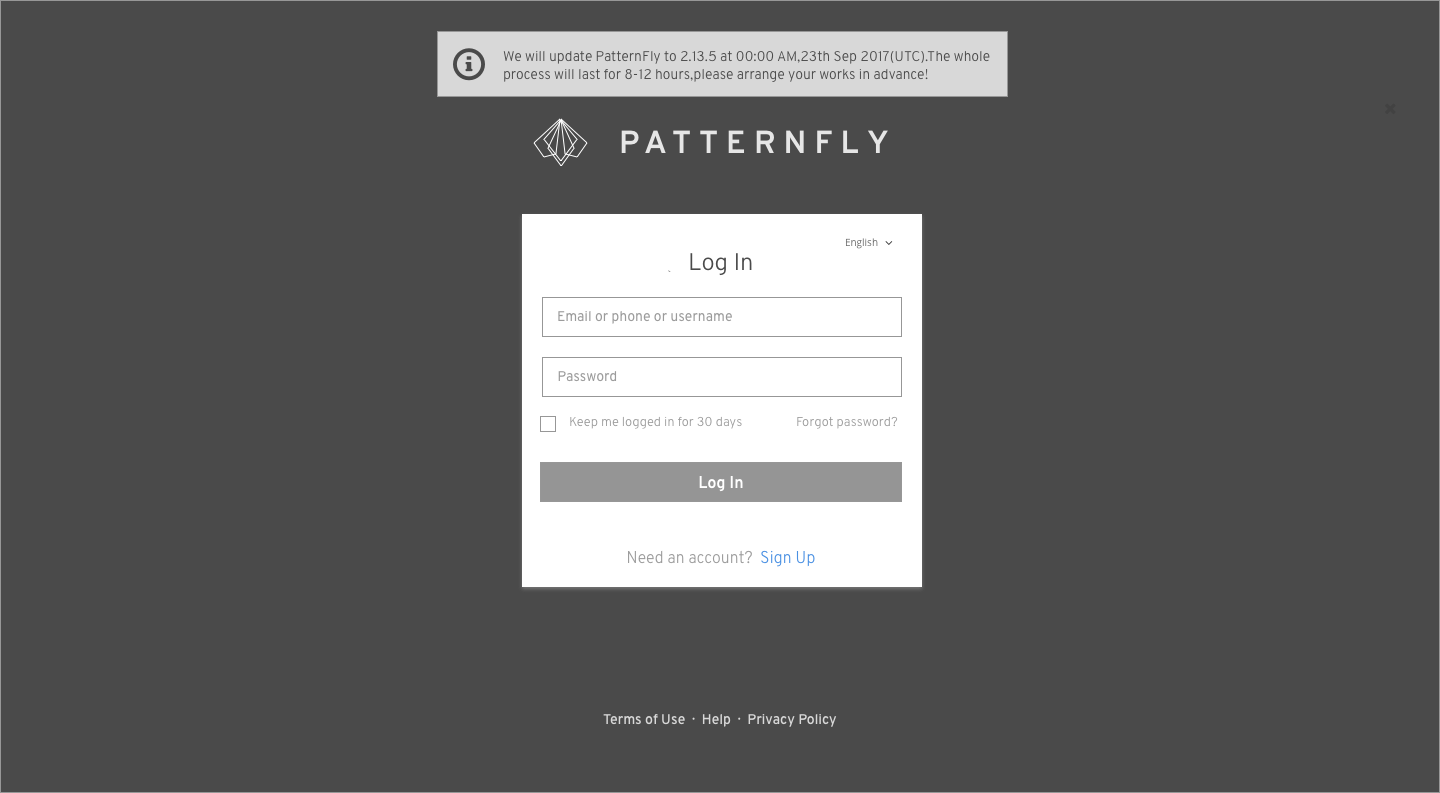 We will update PatternFly to 2.13.5 at 00:00 AM,23th Sep 2017(UTC).The whole
process will last for 8-12 hours,please arrange your works in advance!
PATTERNFLY
English
Log In
Email or phone or username
Password
Keep me logged in for 30 days Forgot password?
Log In
Need an account? Sign Up
Terms of Use · Help · Privacy Policy